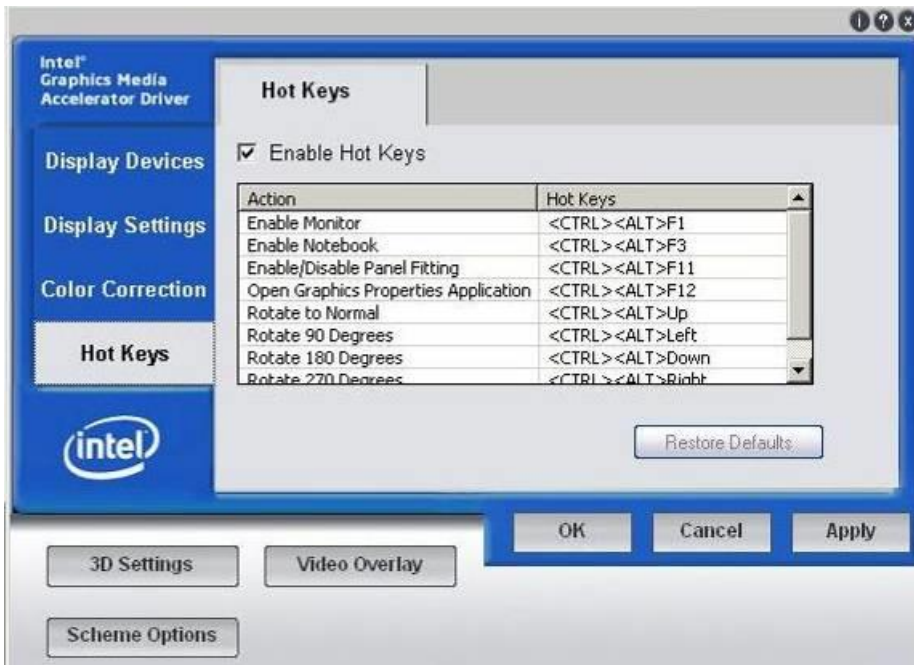 Intel®
Graphics Media
Accelerator Driver
Hot Keys
Display Devices
Display Settings
Color Correction
Hot Keys
intel
Enable Hot Keys
Action Hot Keys
Enable Monitor <CTRL><ALT>F1
Enable Notebook <CTRL><ALT>F3
Enable/Disable Panel Fitting <CTRL><ALT>F11
Open Graphics Properties Application <CTRL><ALT>F12
Rotate to Normal <CTRL><ALT>Up
Rotate 90 Degrees <CTRL><ALT>Left
Rotate 180 Degrees <CTRL><ALT>Down
Rotate 270 Degrees <CTRL><ALT>Right
Restore Defaults
OK Cancel Apply
3D Settings Video Overlay
Scheme Options